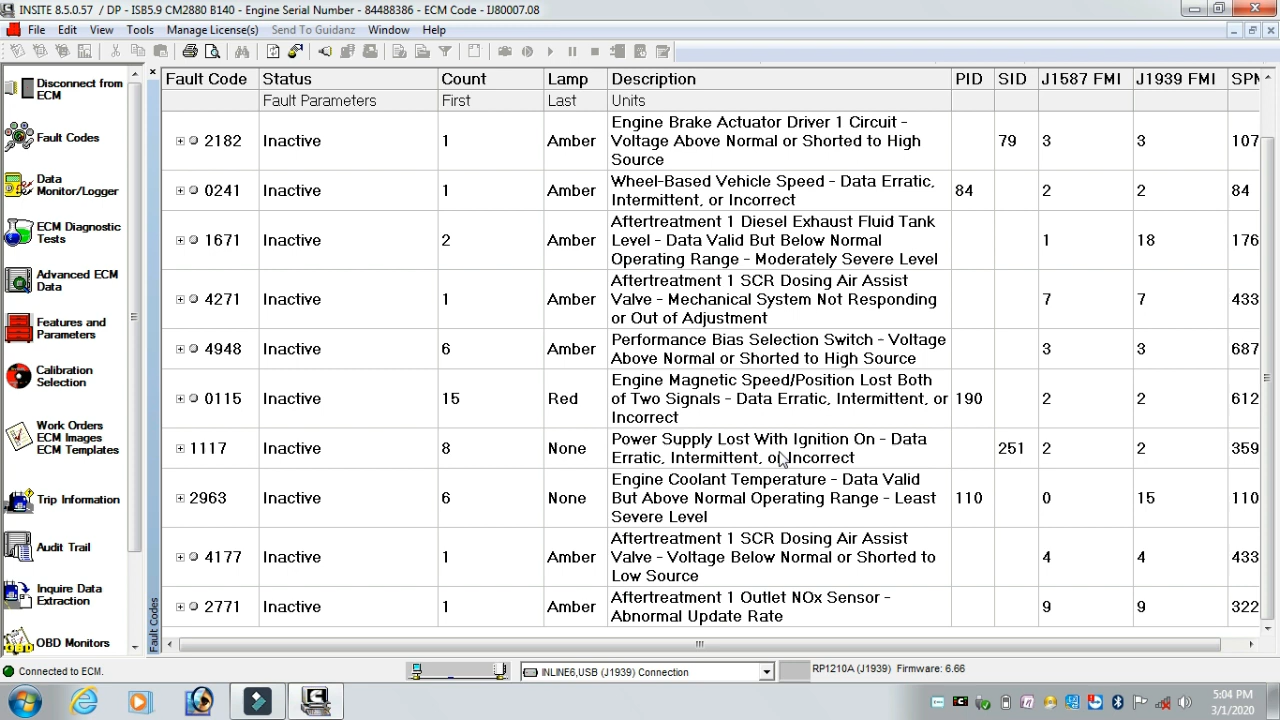 INSITE 8.5.0.57 / DP - ISB5.9 CM2880 B140 - Engine Serial Number - 84488386 - ECM Code - IJ80007.08
File Edit View Tools Manage License(s) Send To Guidanz Window Help
Disconnect from
ECM
Fault Codes
Data
Monitor/Logger
ECM Diagnostic
Tests
Advanced ECM
Data
Features and
Parameters
Calibration
Selection
Work Orders
ECM Images
ECM Templates
Trip Information
Audit Trail
Inquire Data
Extraction
OBD Monitors
Fault Codes
Fault Code Status Count Lamp Description PID SID J1587 FMI J1939 FMI SPN
Fault Parameters First Last Units
Engine Brake Actuator Driver 1 Circuit -
2182 Inactive 1 Amber Voltage Above Normal or Shorted to High 79 3 3 107
Source
0241 Inactive 1 Amber Wheel-Based Vehicle Speed - Data Erratic, 84 2 2 84
Intermittent, or Incorrect
Aftertreatment 1 Diesel Exhaust Fluid Tank
1671 Inactive 2 Amber Level - Data Valid But Below Normal 1 18 176
Operating Range - Moderately Severe Level
Aftertreatment 1 SCR Dosing Air Assist
4271 Inactive 1 Amber Valve - Mechanical System Not Responding 7 7 433
or Out of Adjustment
4948 Inactive 6 Amber Performance Bias Selection Switch - Voltage 3 3 687
Above Normal or Shorted to High Source
Engine Magnetic Speed/Position Lost Both
0115 Inactive 15 Red of Two Signals - Data Erratic, Intermittent, or 190 2 2 612
Incorrect
1117 Inactive 8 None Power Supply Lost With Ignition On - Data 251 2 2 359
Erratic, Intermittent, or Incorrect
Engine Coolant Temperature - Data Valid
2963 Inactive 6 None But Above Normal Operating Range - Least 110 0 15 110
Severe Level
Aftertreatment 1 SCR Dosing Air Assist
4177 Inactive 1 Amber Valve - Voltage Below Normal or Shorted to 4 4 433
Low Source
2771 Inactive 1 Amber Aftertreatment 1 Outlet NOx Sensor - 9 9 322
Abnormal Update Rate
Connected to ECM. INLINE6,USB (J1939) Connection RP1210A (J1939) Firmware: 6.66
5:04 PM
3/1/2020